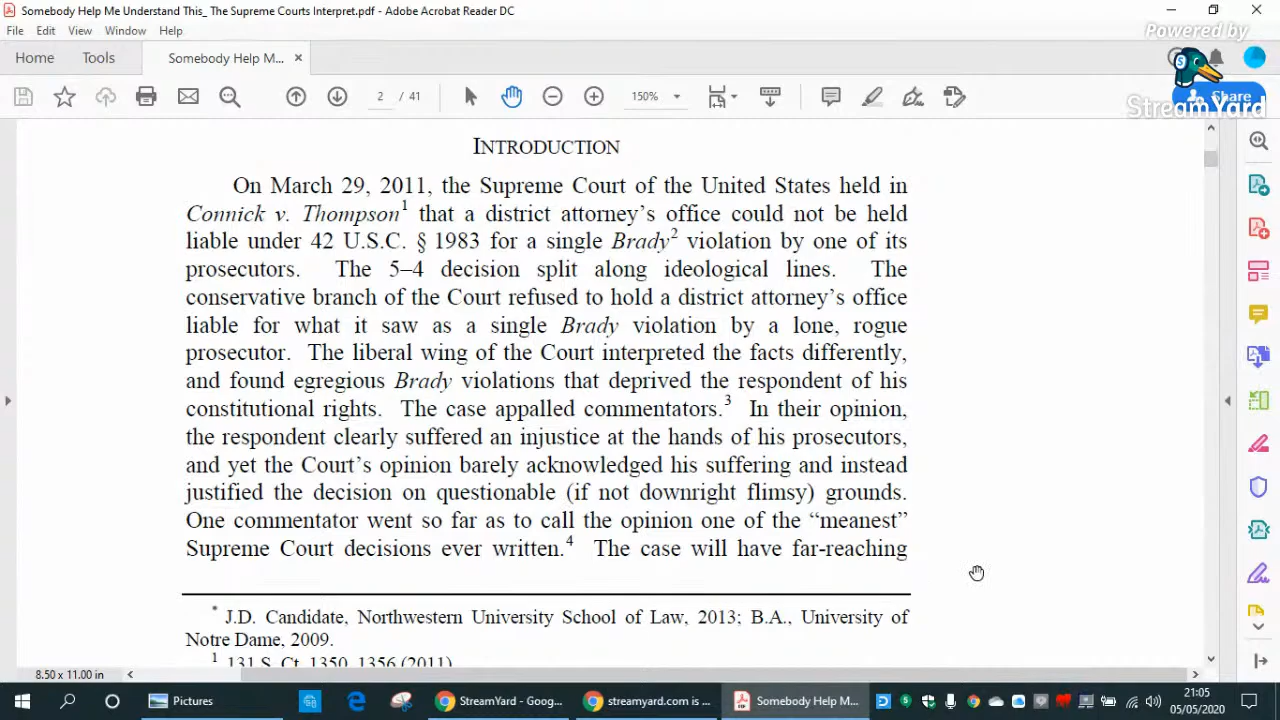 Somebody Help Me Understand This_ The Supreme Courts Interpret.pdf - Adobe Acrobat Reader DC
File Edit View Window Help
Powered by
Home Tools Somebody Help M... ×
2 / 41 150% Share
StreamYard
INTRODUCTION
On March 29, 2011, the Supreme Court of the United States held in
Connick v. Thompson1 that a district attorney’s office could not be held
liable under 42 U.S.C. § 1983 for a single Brady2 violation by one of its
prosecutors. The 5–4 decision split along ideological lines. The
conservative branch of the Court refused to hold a district attorney’s office
liable for what it saw as a single Brady violation by a lone, rogue
prosecutor. The liberal wing of the Court interpreted the facts differently,
and found egregious Brady violations that deprived the respondent of his
constitutional rights. The case appalled commentators.3 In their opinion,
the respondent clearly suffered an injustice at the hands of his prosecutors,
and yet the Court’s opinion barely acknowledged his suffering and instead
justified the decision on questionable (if not downright flimsy) grounds.
One commentator went so far as to call the opinion one of the “meanest”
Supreme Court decisions ever written.4 The case will have far-reaching
* J.D. Candidate, Northwestern University School of Law, 2013; B.A., University of
Notre Dame, 2009.
1 131 S. Ct. 1350, 1356 (2011)
8.50 x 11.00 in
Pictures StreamYard - Goog... streamyard.com is ... Somebody Help M... 21:05
05/05/2020